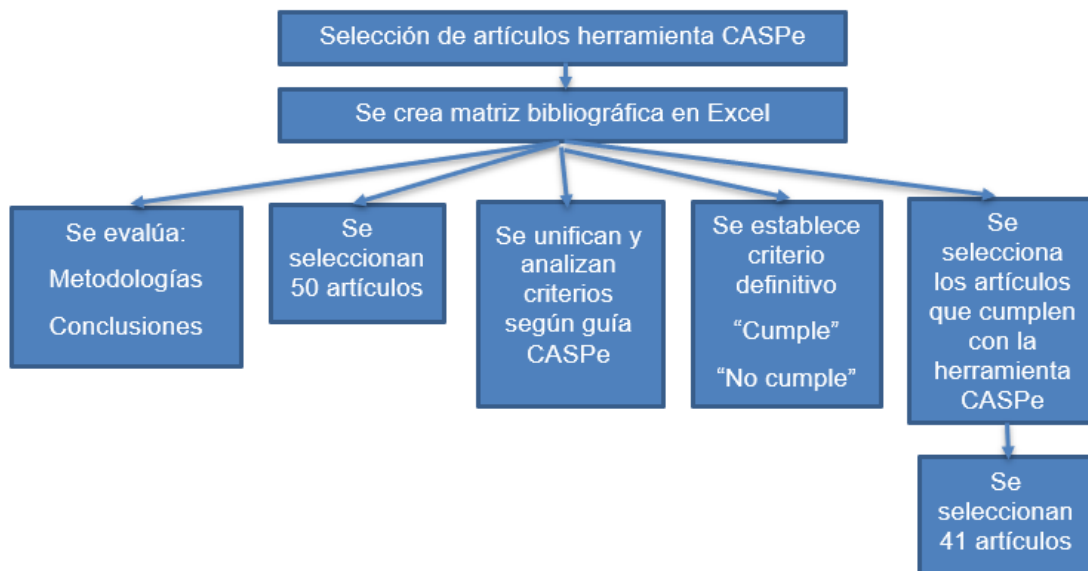 Selección de artículos herramienta CASPe
Se crea matriz bibliográfica en Excel
Se evalúa:
Metodologías
Conclusiones
Se
seleccionan
50 artículos
Se unifican y
analizan
criterios
según guía
CASPe
Se establece
criterio
definitivo
“Cumple”
“No cumple”
Se
selecciona
los artículos
que cumplen
con la
herramienta
CASPe
Se
seleccionan
41 artículos